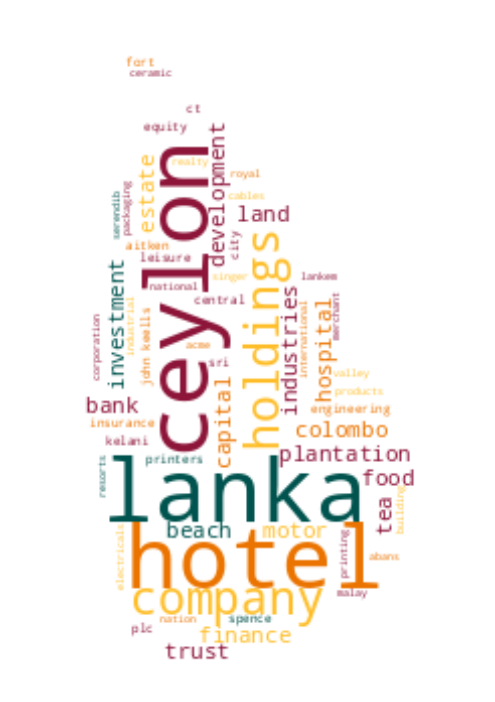 fort
ceramic
ct
equity
development
ceylon
realty
estate
royal
packaging
serendib
cables
land
city
aitken
leisure
holdings
investment
national
singer
lankem
central
industries
industrial
international
hospital
merchant
john keells
corporation
acme
sri
capital
valley
products
bank
engineering
insurance
colombo
kelani
plantation
printers
resorts
lanka
food
tea
building
beach
motor
hotel
electricals
printing
abans
company
malay
nation
spence
plc
finance
trust